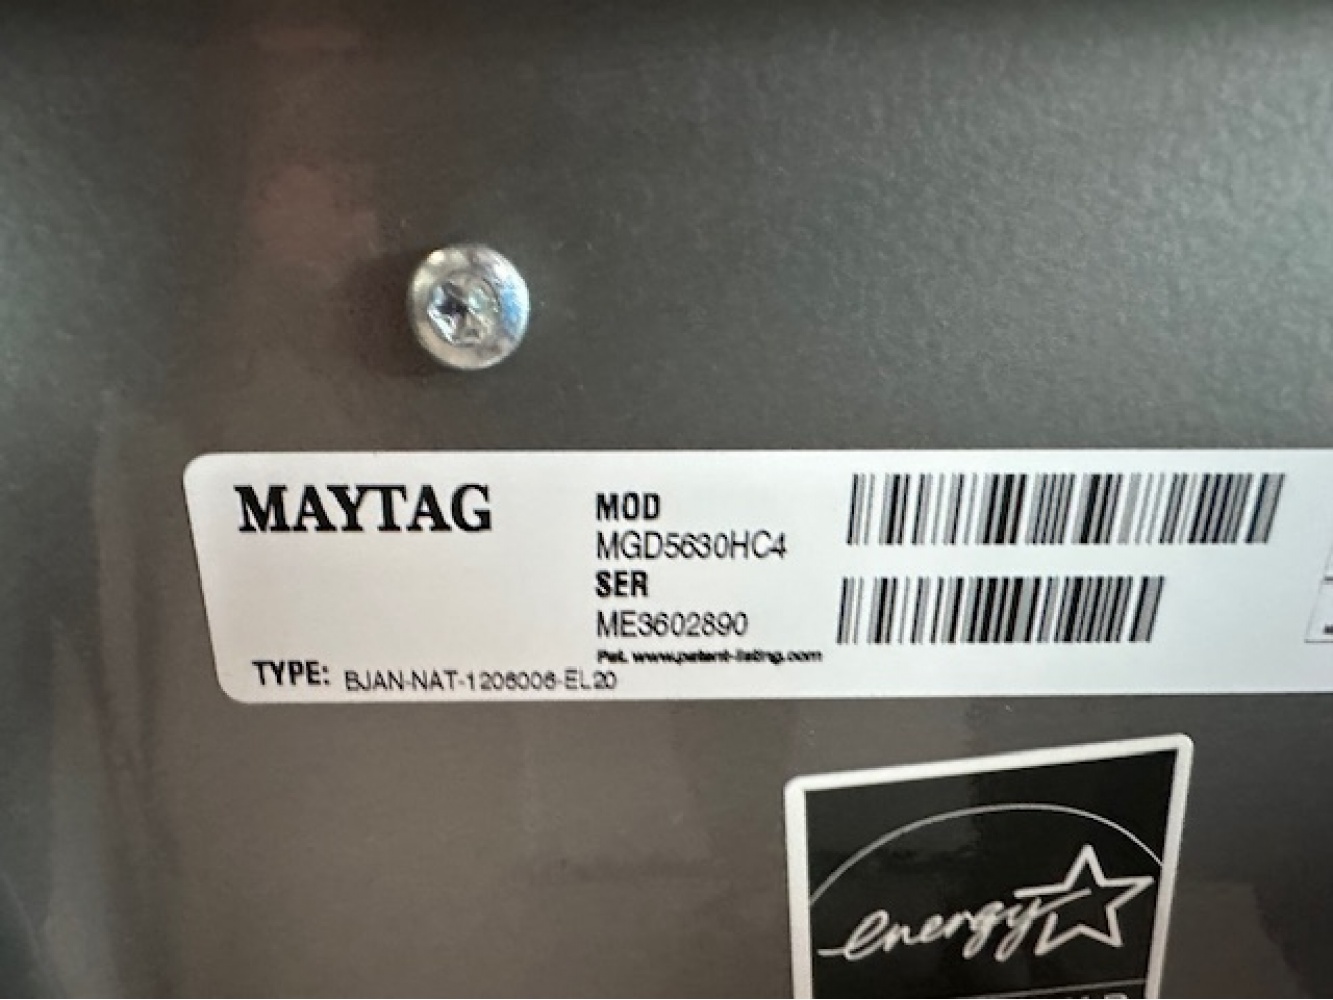 MAYTAG
MOD
MGD5630HC4
SER
ME3602890
Pat. www.patent-listing.com
TYPE: BJAN-NAT-1206006-EL20
energy